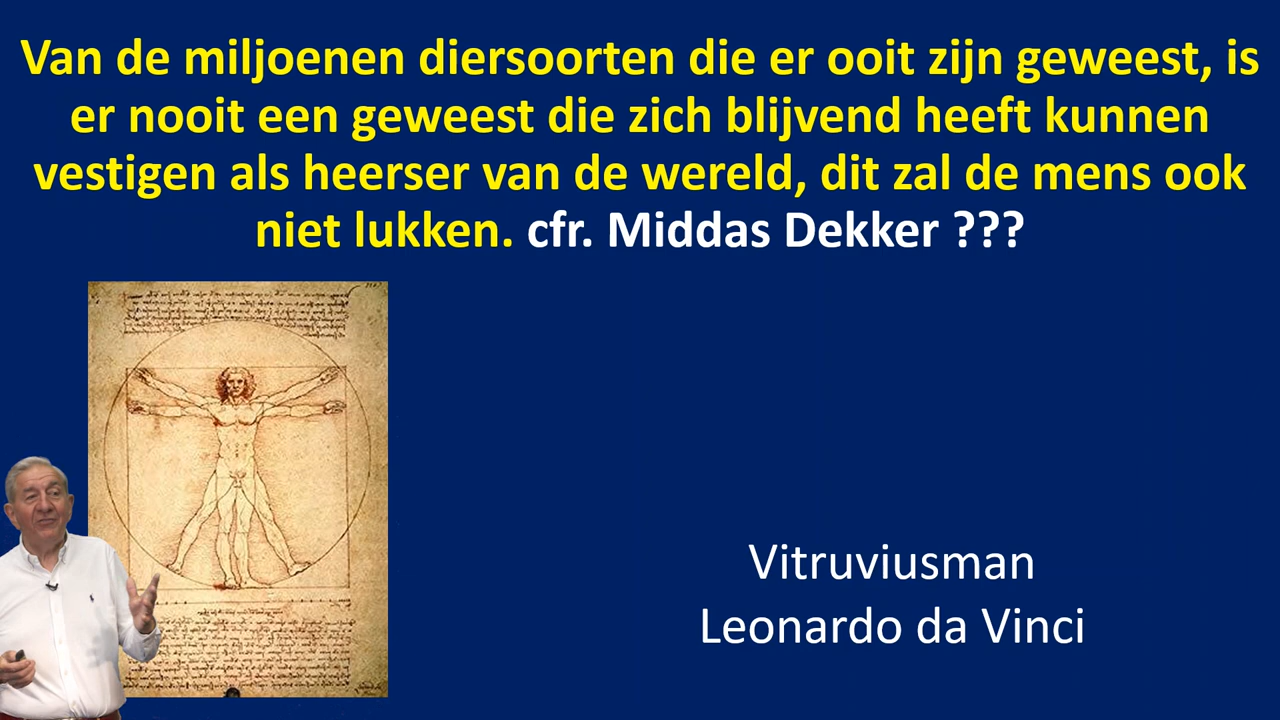 Van de miljoenen diersoorten die er ooit zijn geweest, is
er nooit een geweest die zich blijvend heeft kunnen
vestigen als heerser van de wereld, dit zal de mens ook
niet lukken. cfr. Middas Dekker ???
Vitruviusman
Leonardo da Vinci